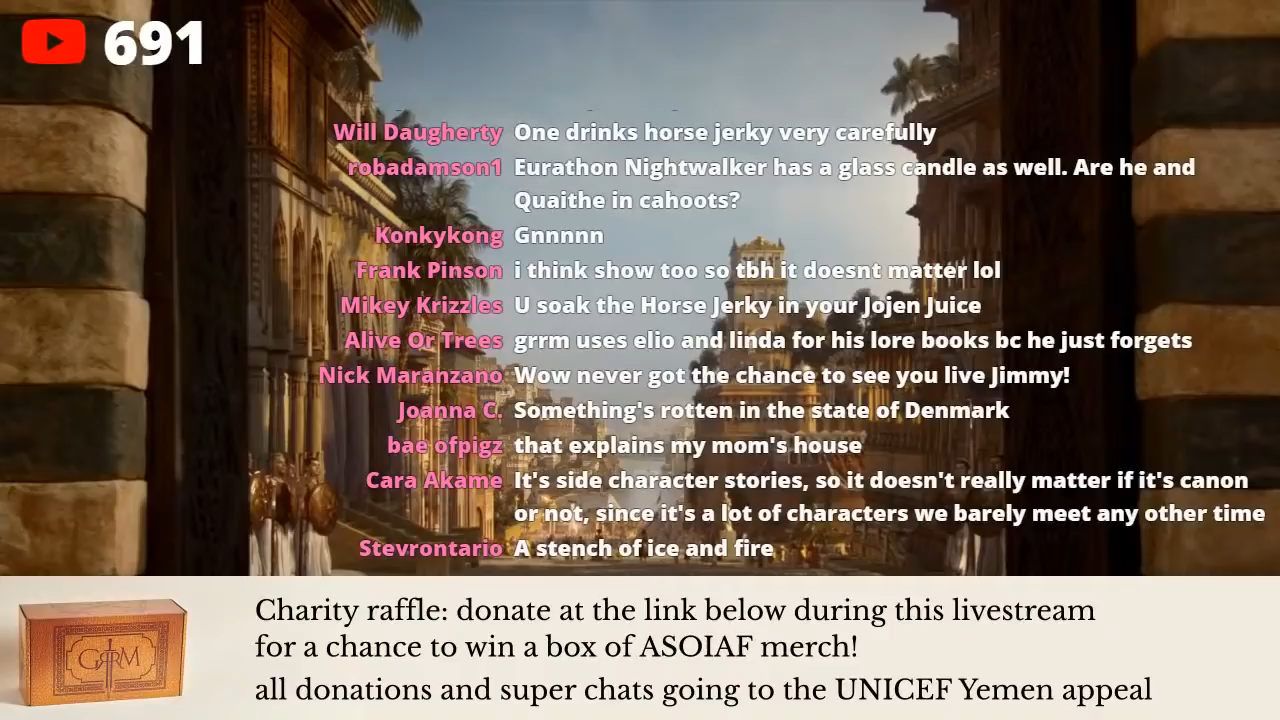 691
Will Daugherty One drinks horse jerky very carefully
robadamson1 Eurathon Nightwalker has a glass candle as well. Are he and
Quaithe in cahoots?
Konkykong Gnnnnn
Frank Pinson i think show too so tbh it doesnt matter lol
Mikey Krizzles U soak the Horse Jerky in your Jojen Juice
Alive Or Trees grrm uses elio and linda for his lore books bc he just forgets
Nick Maranzano Wow never got the chance to see you live Jimmy!
Joanna C. Something's rotten in the state of Denmark
bae ofpigz that explains my mom's house
Cara Akame It's side character stories, so it doesn't really matter if it's canon
or not, since it's a lot of characters we barely meet any other time
Stevrontario A stench of ice and fire
Charity raffle: donate at the link below during this livestream
for a chance to win a box of ASOIAF merch!
all donations and super chats going to the UNICEF Yemen appeal
GRRM